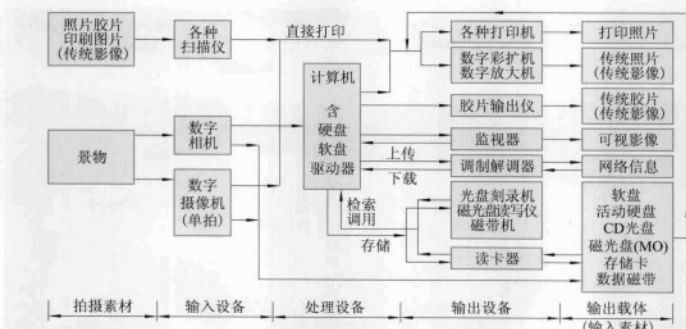 照片胶片
印刷图片
(传统影像)
各种
扫描仪
直接打印
各种打印机
打印照片
数字彩扩机
数字放大机
传统照片
(传统影像)
计算机
含
硬盘
软盘
驱动器
胶片输出仪
传统胶片
(传统影像)
景物
数字
相机
监视器
可视影像
上传
下载
调制解调器
网络信息
数字
摄像机
(单拍)
检索
调用
存储
光盘刻录机
磁光盘读写仪
磁带机
读卡器
软盘
活动硬盘
CD光盘
磁光盘(MO)
存储卡
数据磁带
拍摄素材
输入设备
处理设备
输出设备
输出载体
(输入素材)